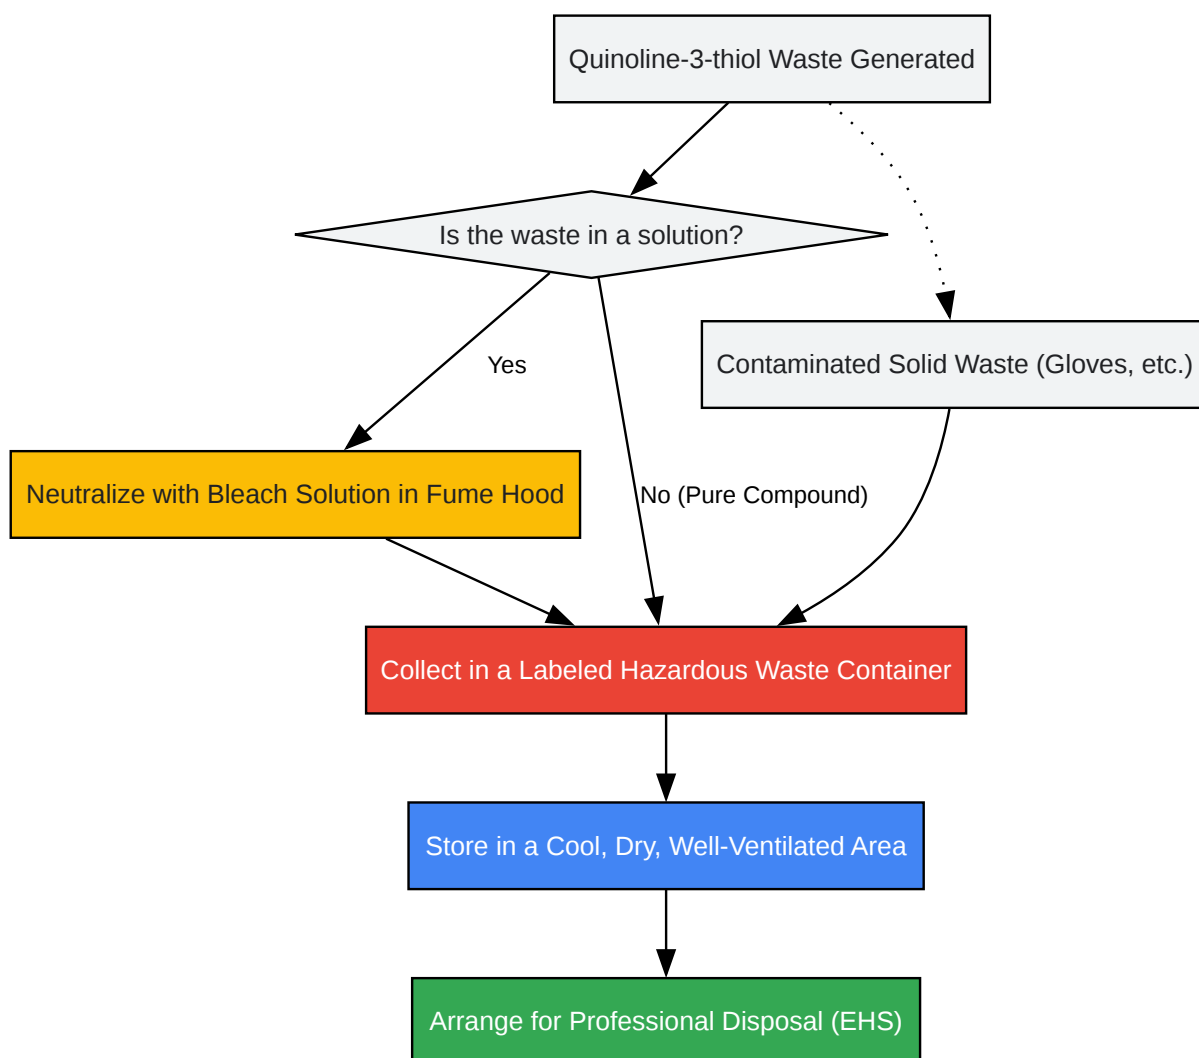 Quinoline-3-thiol Waste Generated
Is the waste in a solution?
Yes
Contaminated Solid Waste (Gloves, etc.)
Neutralize with Bleach Solution in Fume Hood
No (Pure Compound)
Collect in a Labeled Hazardous Waste Container
Store in a Cool, Dry, Well-Ventilated Area
Arrange for Professional Disposal (EHS)